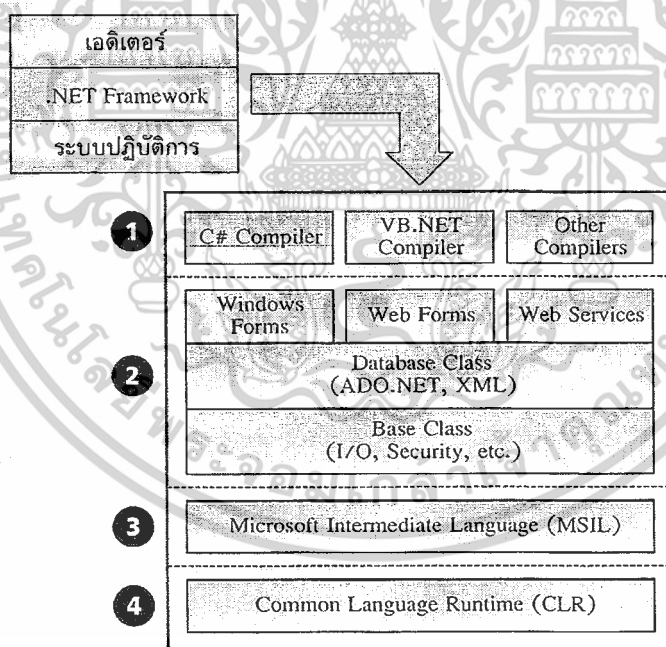 เอดิเตอร์
.NET Framework
ระบบปฏิบัติการ
1
C# Compiler
VB.NET
Compiler
Other
Compilers
2
Windows
Forms
Web Forms
Web Services
Database Class
(ADO.NET, XML)
Base Class
(I/O, Security, etc.)
3
Microsoft Intermediate Language (MSIL)
4
Common Language Runtime (CLR)